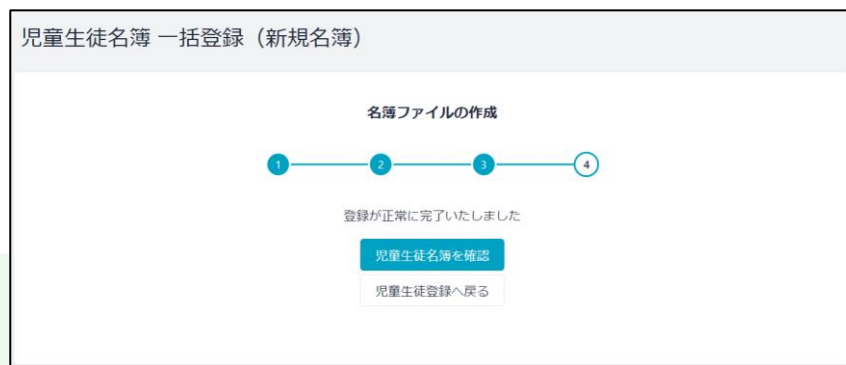 児童生徒名簿 一括登録（新規名簿）
名簿ファイルの作成
1 2 3 4
登録が正常に完了いたしました
児童生徒名簿を確認
児童生徒登録へ戻る